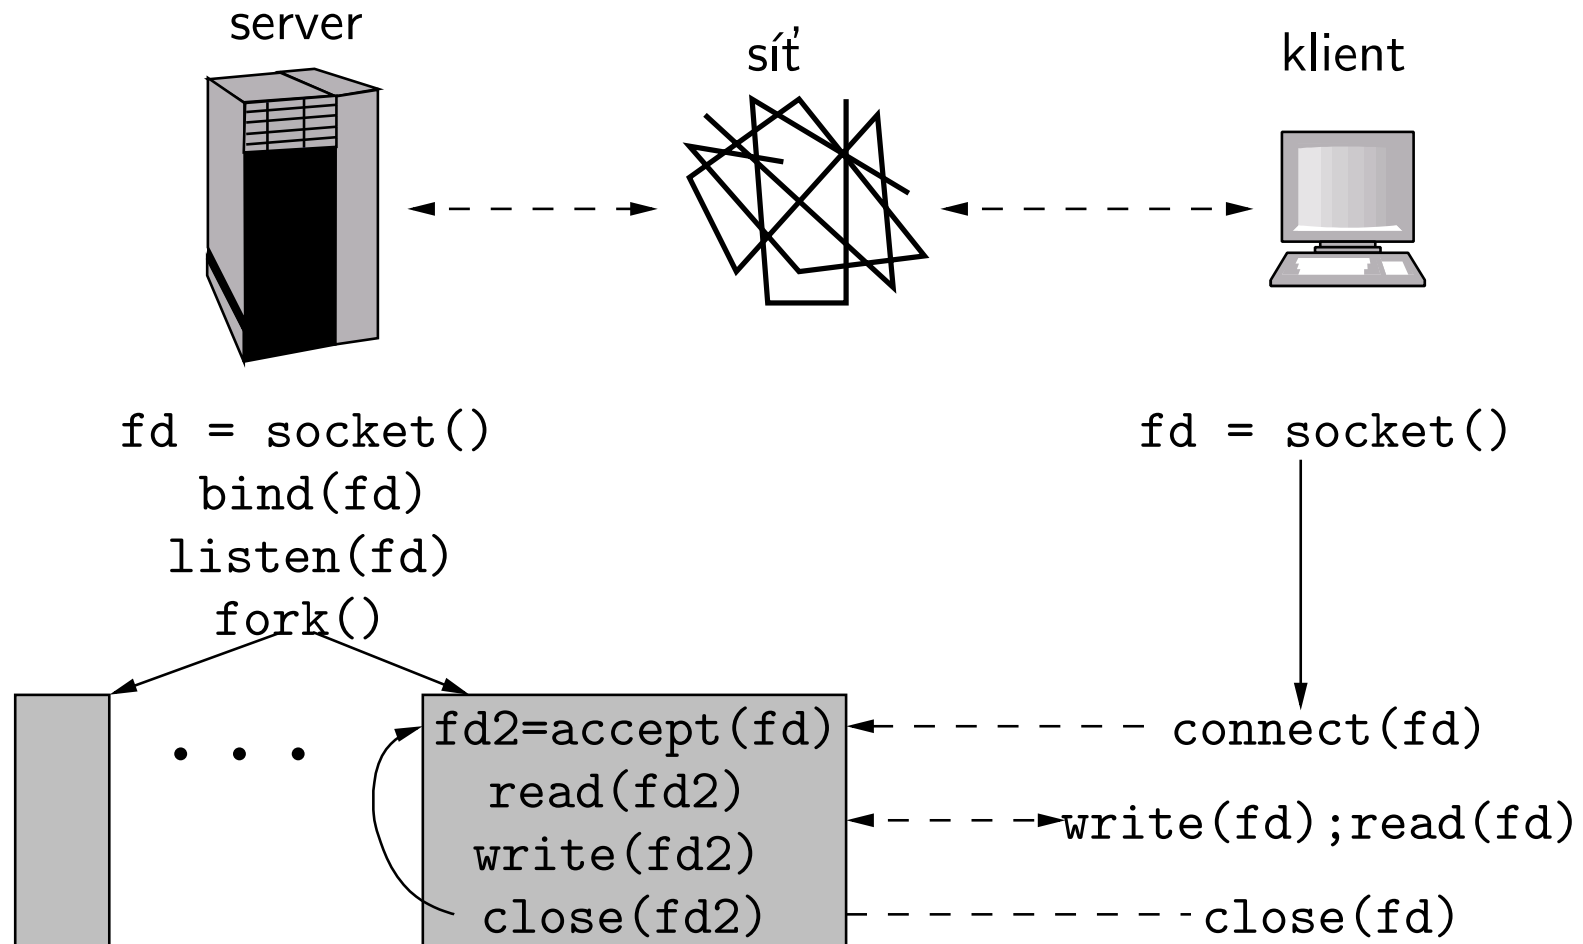 server
síť
klient
fd = socket()
bind(fd)
listen(fd)
fork()
fd = socket()
fd2=accept(fd)
read(fd2)
write(fd2)
close(fd2)
connect(fd)
write(fd);read(fd)
close(fd)